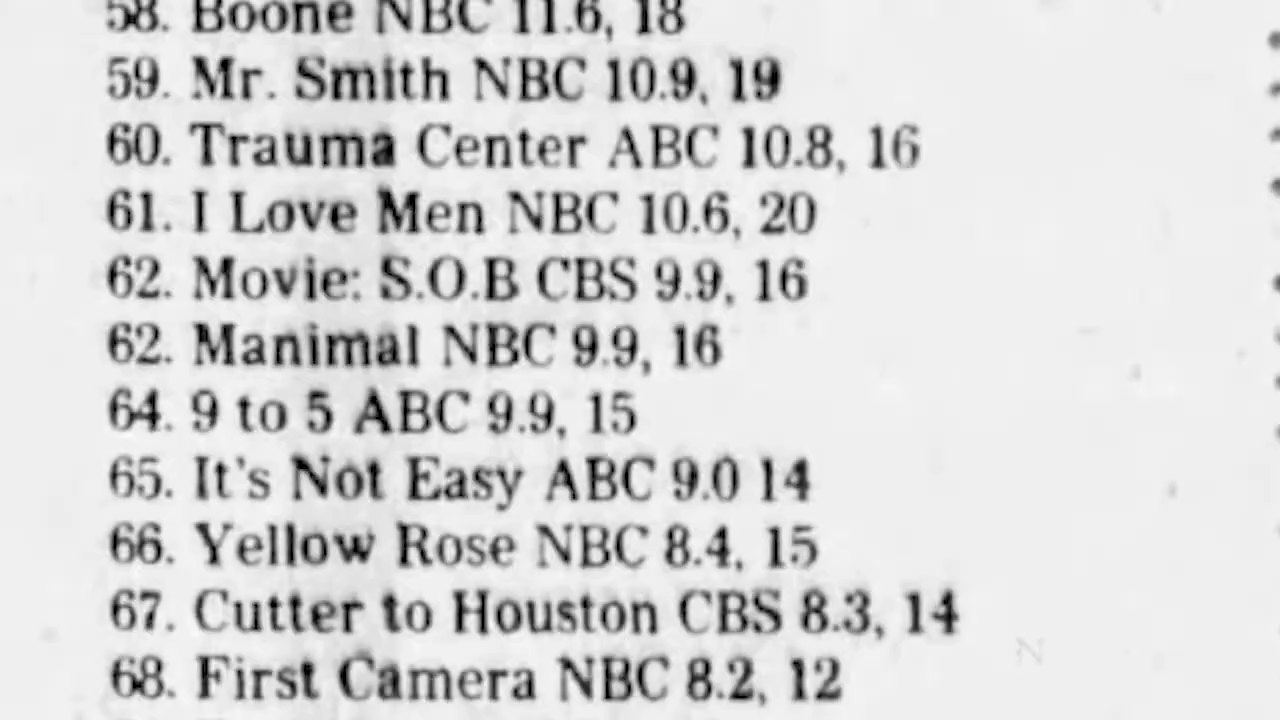 58. Boone NBC 11.6, 18
59. Mr. Smith NBC 10.9, 19
60. Trauma Center ABC 10.8, 16
61. I Love Men NBC 10.6, 20
62. Movie: S.O.B CBS 9.9, 16
62. Manimal NBC 9.9, 16
64. 9 to 5 ABC 9.9, 15
65. It's Not Easy ABC 9.0 14
66. Yellow Rose NBC 8.4, 15
67. Cutter to Houston CBS 8.3, 14
68. First Camera NBC 8.2, 12